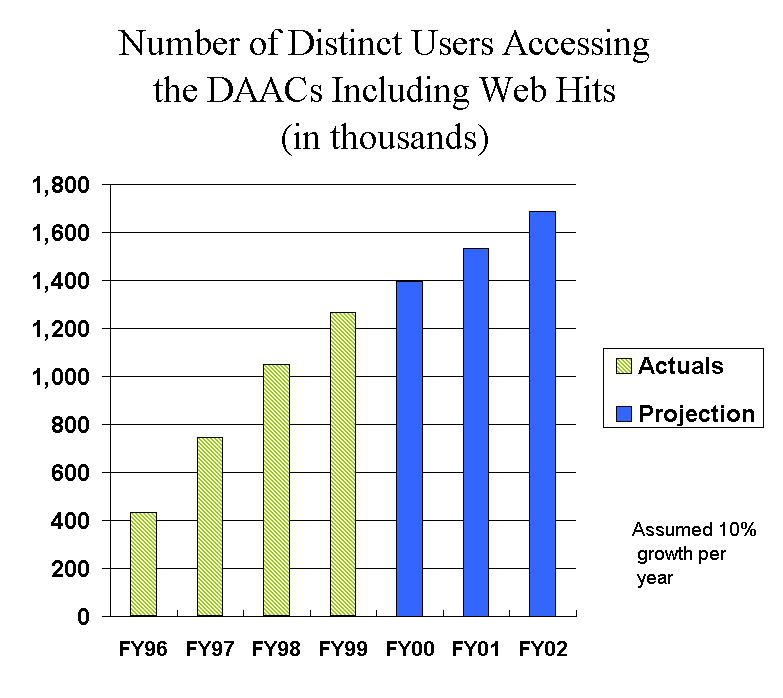 Number of Distinct Users Accessing
the DAACs Including Web Hits
(in thousands)
1,800
1,600
1,400
1,200
1,000
800
600
400
200
0
FY96 FY97 FY98 FY99 FY00 FY01 FY02
Actuals
Projection
Assumed 10%
growth per
year